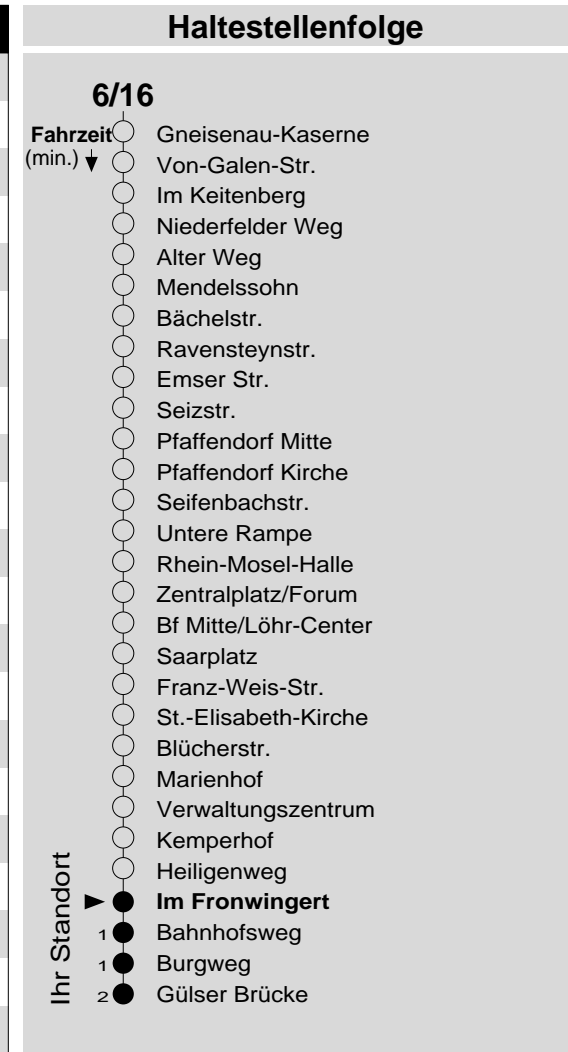 Haltestellenfolge
6/16
Fahrzeit Gneisenau-Kaserne
(min.) Von-Galen-Str.
Im Keitenberg
Niederfelder Weg
Alter Weg
Mendelssohn
Bächelstr.
Ravensteynstr.
Emser Str.
Seizstr.
Pfaffendorf Mitte
Pfaffendorf Kirche
Seifenbachstr.
Untere Rampe
Rhein-Mosel-Halle
Zentralplatz/Forum
Bf Mitte/Löhr-Center
Saarplatz
Franz-Weis-Str.
St.-Elisabeth-Kirche
Blücherstr.
Marienhof
Verwaltungszentrum
Kemperhof
Heiligenweg
Im Fronwingert
1 Bahnhofsweg
1 Burgweg
2 Gülser Brücke
Ihr Standort